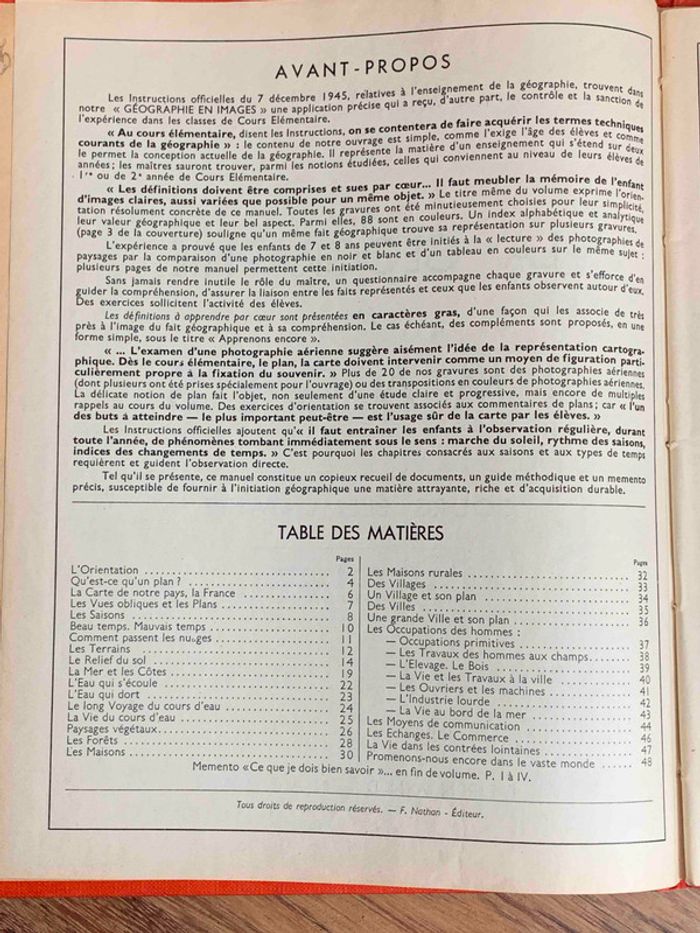 AVANT-PROPOS
Les Instructions officielles du 7 décembre 1945, relatives à l'enseignement de la géographie, trouvent dans
notre « GÉOGRAPHIE EN IMAGES » une application précise qui a reçu, d'autre part, le contrôle et la sanction de
l'expérience dans les classes de Cours Elémentaire.
« Au cours élémentaire, disent les Instructions, on se contentera de faire acquérir les termes techniques
courants de la géographie » : le contenu de notre ouvrage est simple, comme l'exige l'âge des élèves et comme
le permet la conception actuelle de la géographie. Il représente la matière d'un enseignement qui s'étend sur deux
années ; les maîtres sauront trouver, parmi les notions étudiées, celles qui conviennent au niveau de leurs élèves de
1re ou de 2e année de Cours Elémentaire.
« Les définitions doivent être comprises et sues par cœur... Il faut meubler la mémoire de l'enfant
d'images claires, aussi variées que possible pour un même objet. » Le titre même du volume exprime l'orien-
tation résolument concrète de ce manuel. Toutes les gravures ont été minutieusement choisies pour leur simplicité,
leur valeur géographique et leur bel aspect. Parmi elles, 88 sont en couleurs. Un index alphabétique et analytique
(page 3 de la couverture) souligne qu'un même fait géographique trouve sa représentation sur plusieurs gravures.
L'expérience a prouvé que les enfants de 7 et 8 ans peuvent être initiés à la « lecture » des photographies de
paysages par la comparaison d'une photographie en noir et blanc et d'un tableau en couleurs sur le même sujet :
plusieurs pages de notre manuel permettent cette initiation.
Sans jamais rendre inutile le rôle du maître, un questionnaire accompagne chaque gravure et s'efforce d'en
guider la compréhension, d'assurer la liaison entre les faits représentés et ceux que les enfants observent autour d'eux.
Des exercices sollicitent l'activité des élèves.
Les définitions à apprendre par cœur sont présentées en caractères gras, d'une façon qui les associe de très
près à l'image du fait géographique et à sa compréhension. Le cas échéant, des compléments sont proposés, en une
forme simple, sous le titre « Apprenons encore ».
« ... L'examen d'une photographie aérienne suggère aisément l'idée de la représentation cartogra-
phique. Dès le cours élémentaire, le plan, la carte doivent intervenir comme un moyen de figuration parti-
culièrement propre à la fixation du souvenir. » Plus de 20 de nos gravures sont des photographies aériennes
(dont plusieurs ont été prises spécialement pour l'ouvrage) ou des transpositions en couleurs de photographies aériennes.
La délicate notion de plan fait l'objet, non seulement d'une étude claire et progressive, mais encore de multiples
rappels au cours du volume. Des exercices d'orientation se trouvent associés aux commentaires de plans ; car « l'un
des buts à atteindre — le plus important peut-être — est l'usage sûr de la carte par les élèves. »
Les Instructions officielles ajoutent qu'« il faut entraîner les enfants à l'observation régulière, durant
toute l'année, de phénomènes tombant immédiatement sous le sens : marche du soleil, rythme des saisons,
indices des changements de temps. » C'est pourquoi les chapitres consacrés aux saisons et aux types de temps
requièrent et guident l'observation directe.
Tel qu'il se présente, ce manuel constitue un copieux recueil de documents, un guide méthodique et un memento
précis, susceptible de fournir à l'initiation géographique une matière attrayante, riche et d'acquisition durable.
TABLE DES MATIÈRES
Pages
L'Orientation 2
Qu'est-ce qu'un plan ? 4
La Carte de notre pays, la France 6
Les Vues obliques et les Plans 7
Les Saisons 8
Beau temps. Mauvais temps 10
Comment passent les nuages 11
Les Terrains 12
Le Relief du sol 14
La Mer et les Côtes 19
L'Eau qui s'écoule 22
L'Eau qui dort 23
Le long Voyage du cours d'eau 24
La Vie du cours d'eau 25
Paysages végétaux 26
Les Forêts 28
Les Maisons 30
Pages
Les Maisons rurales 32
Des Villages 33
Un Village et son plan 34
Des Villes 35
Une grande Ville et son plan 36
Les Occupations des hommes :
— Occupations primitives 37
— Les Travaux des hommes aux champs 38
— L'Elevage. Le Bois 39
— La Vie et les Travaux à la ville 40
— Les Ouvriers et les machines 41
— L'Industrie lourde 42
— La Vie au bord de la mer 43
Les Moyens de communication 44
Les Echanges. Le Commerce 46
La Vie dans les contrées lointaines 47
Promenons-nous encore dans le vaste monde 48
Memento «Ce que je dois bien savoir »... en fin de volume. P. I à IV.
Tous droits de reproduction réservés. — F. Nathan - Éditeur.